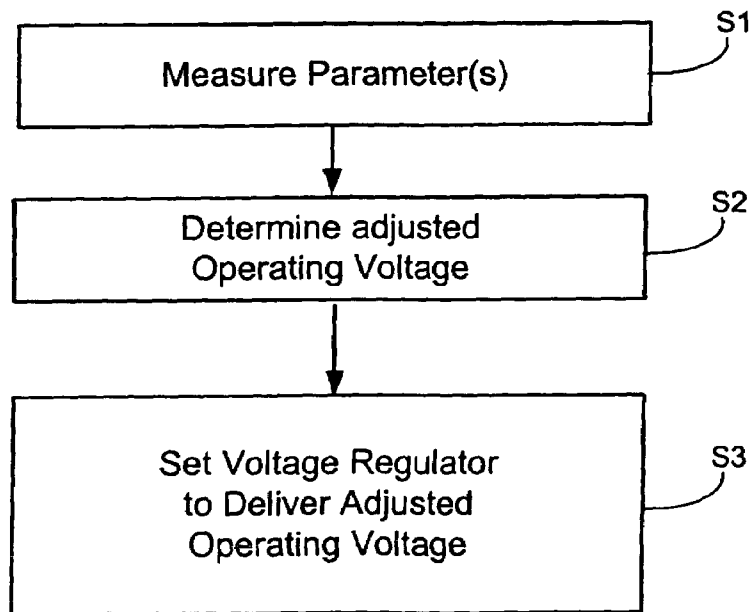 S1
Measure Parameter(s)
S2
Determine adjusted
Operating Voltage
S3
Set Voltage Regulator
to Deliver Adjusted
Operating Voltage